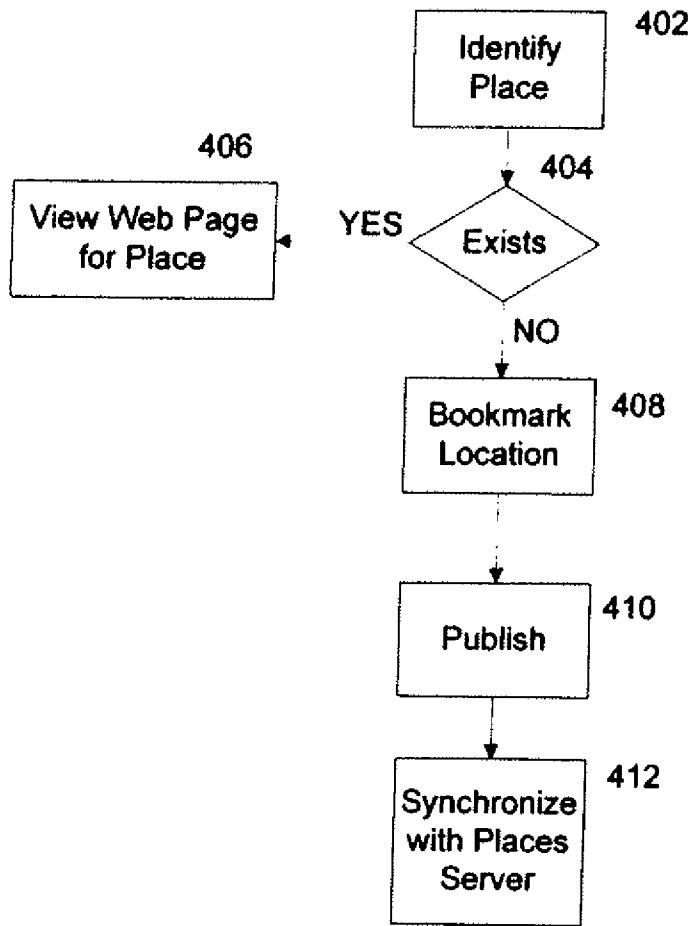 402
Identify
Place
404
Exists
YES
406
View Web Page
for Place
NO
408
Bookmark
Location
410
Publish
412
Synchronize
with Places
Server